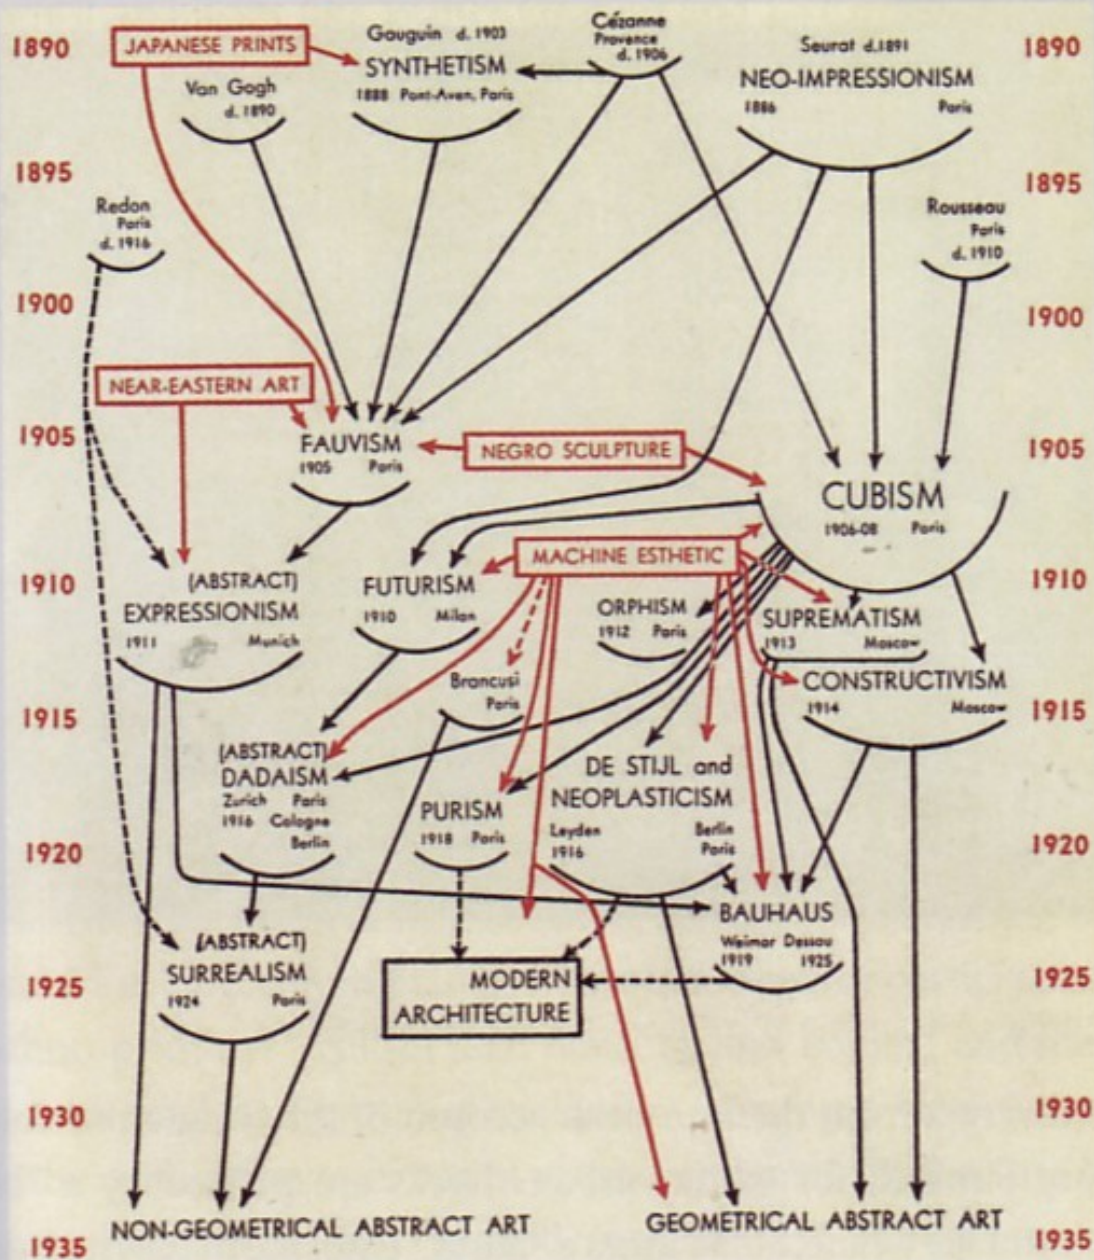 1890
JAPANESE PRINTS
Gauguin d. 1903
SYNTHETISM
1888 Pont-Aven, Paris
Cézanne
Provence
d. 1906
Seurat d.1891
NEO-IMPRESSIONISM
1886 Paris
1890
Van Gogh
d. 1890
1895
1895
Redon
Paris
d. 1916
Rousseau
Paris
d. 1910
1900
1900
NEAR-EASTERN ART
1905
FAUVISM
1905 Paris
NEGRO SCULPTURE
1905
CUBISM
1906-08 Paris
1910
(ABSTRACT)
EXPRESSIONISM
1911 Munich
FUTURISM
1910 Milan
MACHINE ESTHETIC
ORPHISM
1912 Paris
SUPREMATISM
1913 Moscow
1910
Brancusi
Paris
CONSTRUCTIVISM
1914 Moscow
1915
1915
(ABSTRACT)
DADAISM
Zurich Paris
1916 Cologne
Berlin
PURISM
1918 Paris
DE STIJL and
NEOPLASTICISM
Leyden Berlin
1916 Paris
1920
1920
BAUHAUS
Weimar Dessau
1919 1925
(ABSTRACT)
SURREALISM
1924 Paris
MODERN
ARCHITECTURE
1925
1925
1930
1930
NON-GEOMETRICAL ABSTRACT ART
GEOMETRICAL ABSTRACT ART
1935
1935